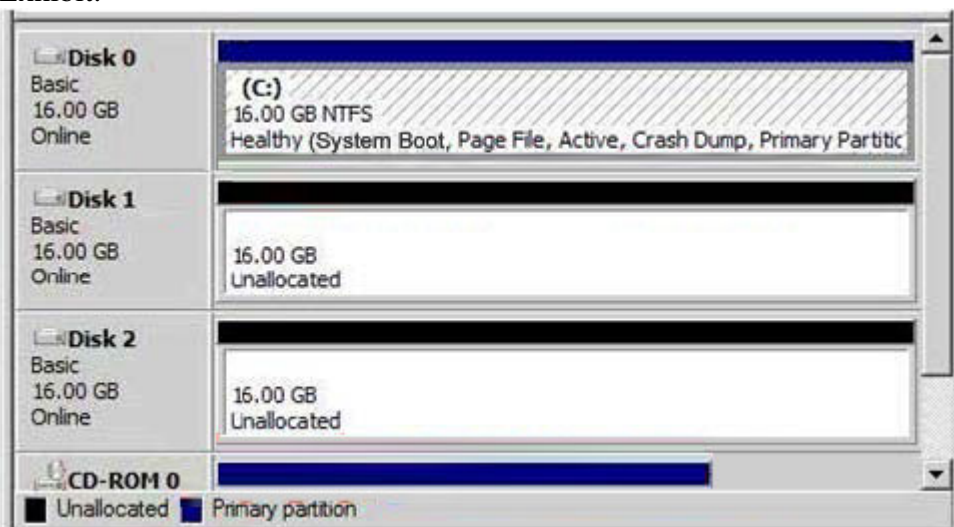 Disk 0
Basic
16.00 GB
Online
(C:)
16.00 GB NTFS
Healthy (System Boot, Page File, Active, Crash Dump, Primary Partitic
Disk 1
Basic
16.00 GB
Online
16.00 GB
Unallocated
Disk 2
Basic
16.00 GB
Online
16.00 GB
Unallocated
CD-ROM 0
Unallocated Primary partition